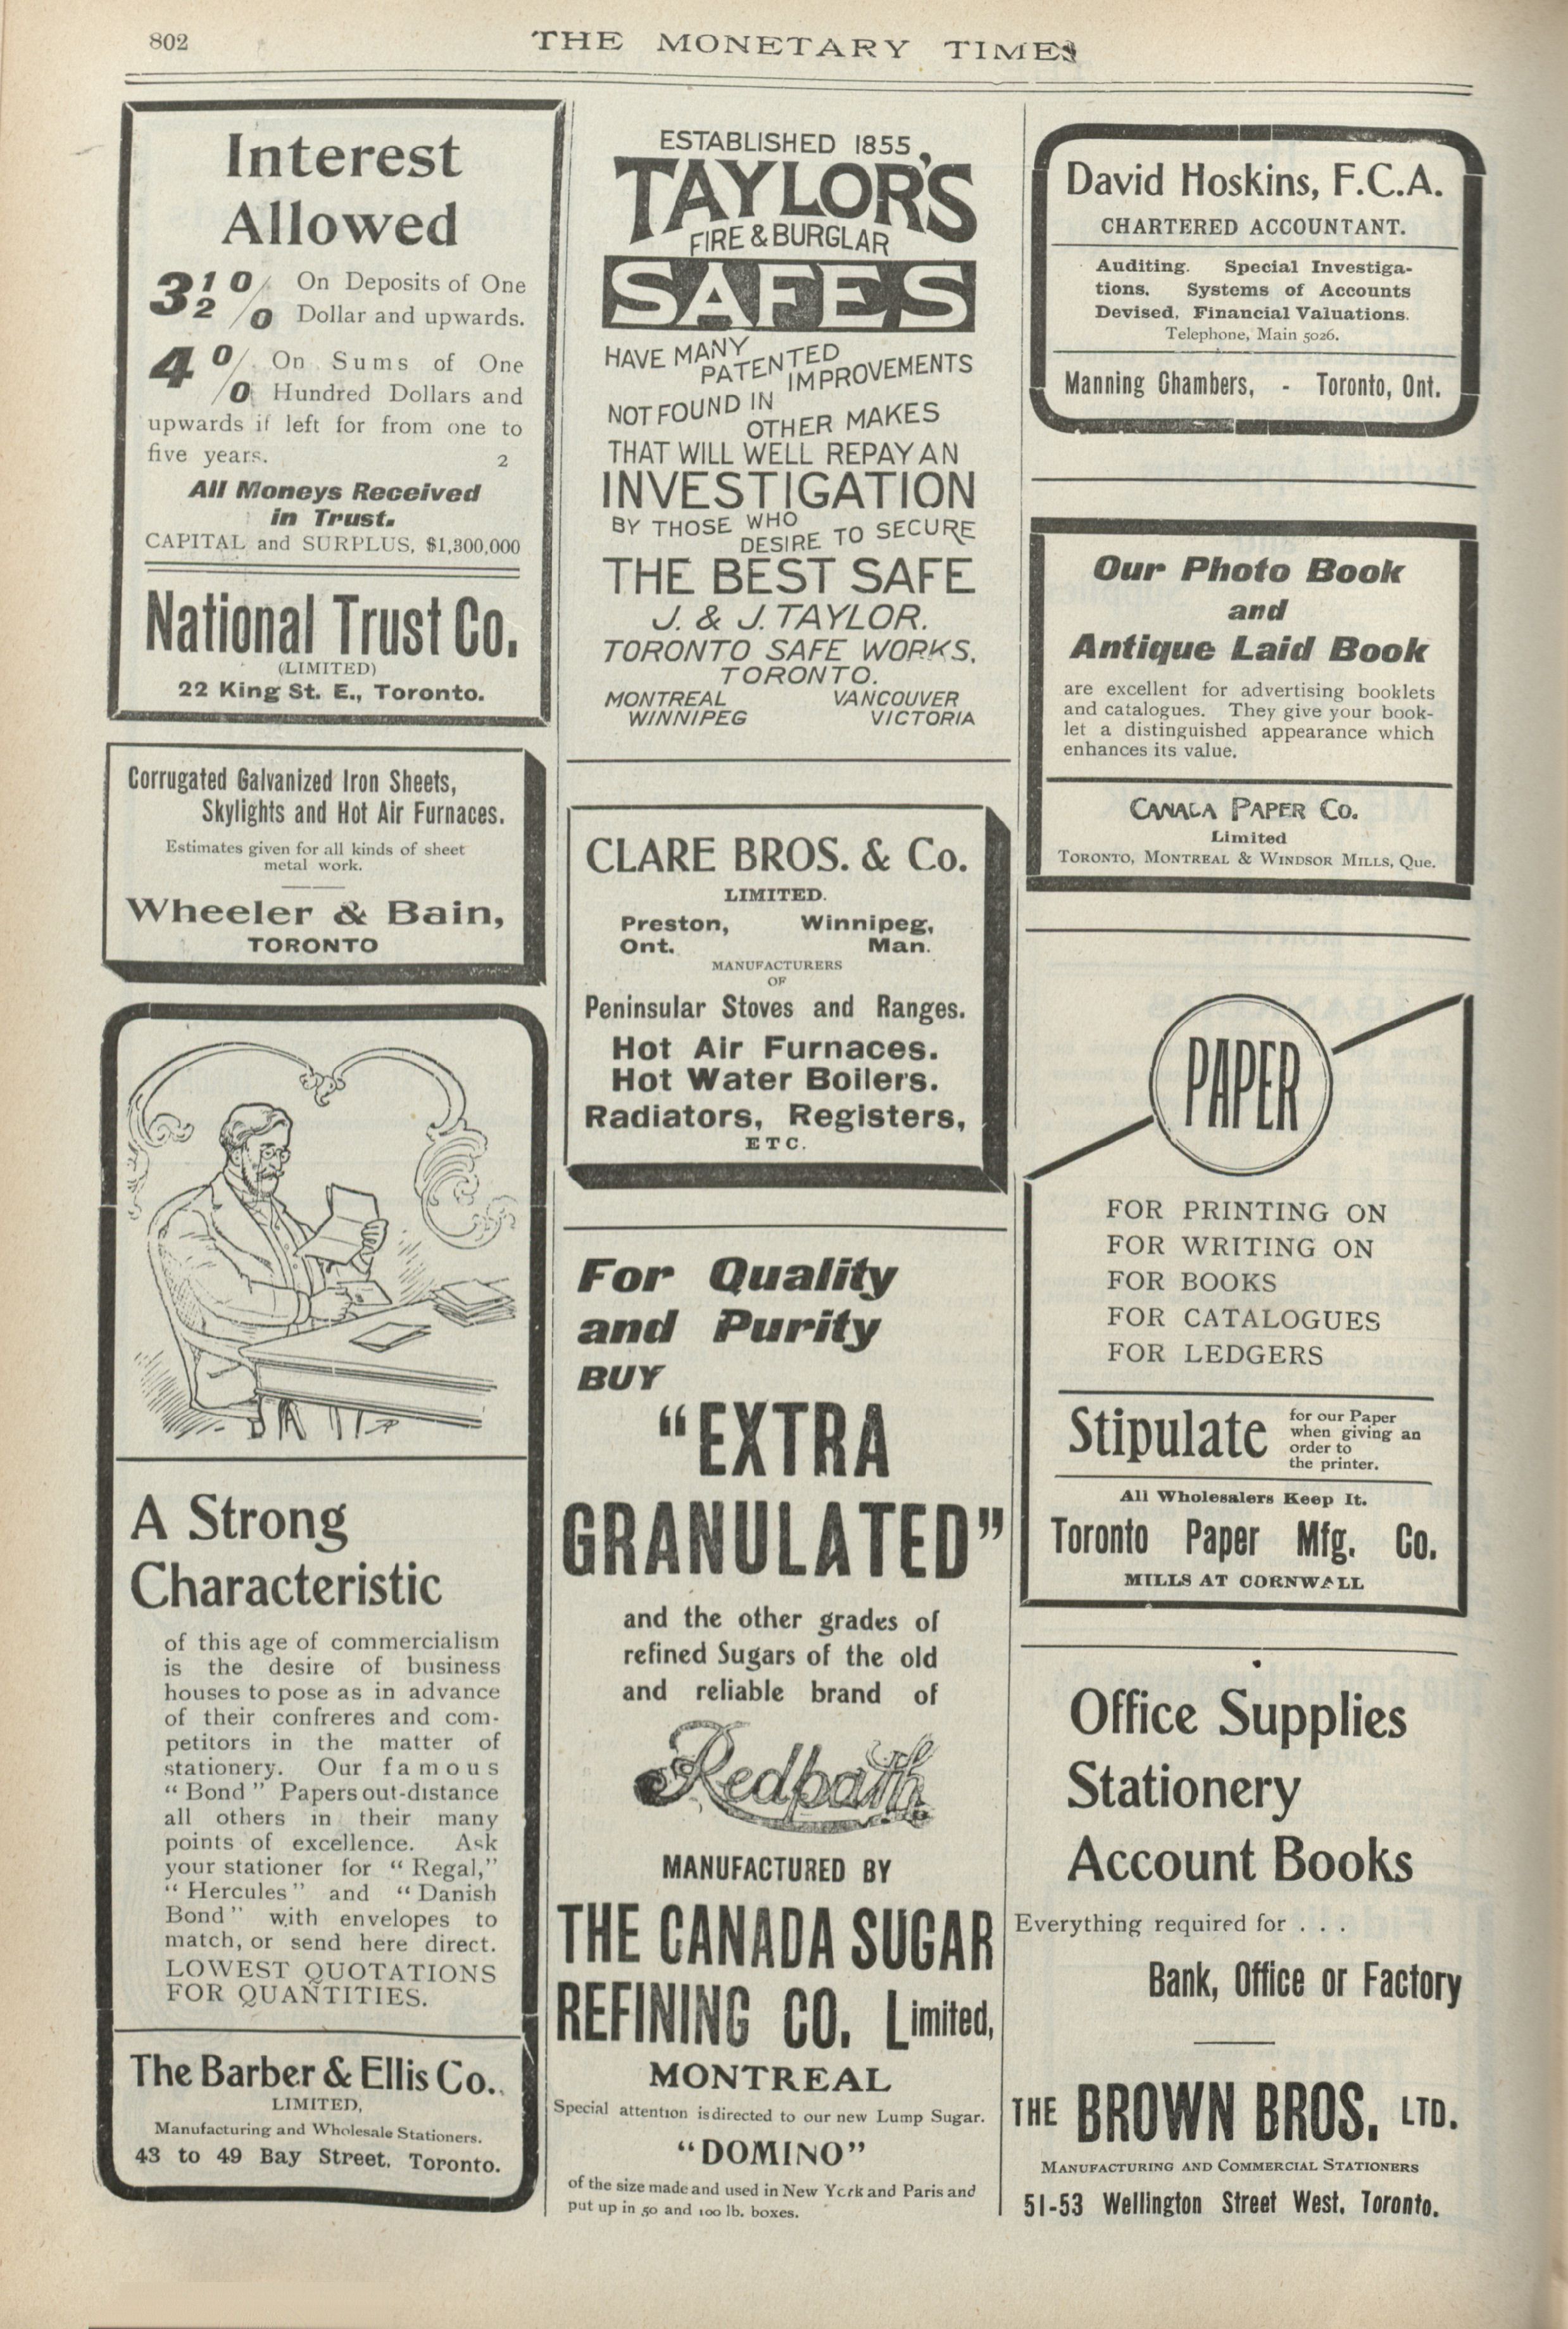 802
THE MONETARY TIMES
Interest
Allowed
3½% On Deposits of One
Dollar and upwards.
4% On Sums of One
Hundred Dollars and
upwards if left for from one to
five years. 2
All Moneys Received
in Trust.
CAPITAL and SURPLUS, $1,300,000
National Trust Co.
(LIMITED)
22 King St. E., Toronto.
Corrugated Galvanized Iron Sheets,
Skylights and Hot Air Furnaces.
Estimates given for all kinds of sheet
metal work.
Wheeler & Bain,
TORONTO
A Strong
Characteristic
of this age of commercialism
is the desire of business
houses to pose as in advance
of their confreres and com-
petitors in the matter of
stationery. Our famous
“Bond” Papers out-distance
all others in their many
points of excellence. Ask
your stationer for “Regal,”
“Hercules” and “Danish
Bond” with envelopes to
match, or send here direct.
LOWEST QUOTATIONS
FOR QUANTITIES.
The Barber & Ellis Co.,
LIMITED,
Manufacturing and Wholesale Stationers.
43 to 49 Bay Street, Toronto.
ESTABLISHED 1855
TAYLOR'S
FIRE & BURGLAR
SAFES
HAVE MANY
PATENTED
IMPROVEMENTS
NOT FOUND IN
OTHER MAKES
THAT WILL WELL REPAY AN
INVESTIGATION
BY THOSE WHO
DESIRE TO SECURE
THE BEST SAFE
J. & J. TAYLOR.
TORONTO SAFE WORKS,
TORONTO.
MONTREAL VANCOUVER
WINNIPEG VICTORIA
CLARE BROS. & Co.
LIMITED.
Preston, Winnipeg,
Ont. Man.
MANUFACTURERS
OF
Peninsular Stoves and Ranges.
Hot Air Furnaces.
Hot Water Boilers.
Radiators, Registers,
ETC.
For Quality
and Purity
BUY
“EXTRA
GRANULATED”
and the other grades of
refined Sugars of the old
and reliable brand of
Redpath
MANUFACTURED BY
THE CANADA SUGAR
REFINING CO. Limited,
MONTREAL
Special attention is directed to our new Lump Sugar.
“DOMINO”
of the size made and used in New York and Paris and
put up in 50 and 100 lb. boxes.
David Hoskins, F.C.A.
CHARTERED ACCOUNTANT.
Auditing. Special Investiga-
tions. Systems of Accounts
Devised. Financial Valuations.
Telephone, Main 5026.
Manning Chambers, - Toronto, Ont.
Our Photo Book
and
Antique Laid Book
are excellent for advertising booklets
and catalogues. They give your book-
let a distinguished appearance which
enhances its value.
CANADA PAPER CO.
Limited
TORONTO, MONTREAL & WINDSOR MILLS, Que.
PAPER
FOR PRINTING ON
FOR WRITING ON
FOR BOOKS
FOR CATALOGUES
FOR LEDGERS
Stipulate for our Paper
when giving an
order to
the printer.
All Wholesalers Keep It.
Toronto Paper Mfg. Co.
MILLS AT CORNWALL
Office Supplies
Stationery
Account Books
Everything required for . . .
Bank, Office or Factory
THE BROWN BROS. LTD.
MANUFACTURING AND COMMERCIAL STATIONERS
51-53 Wellington Street West, Toronto.